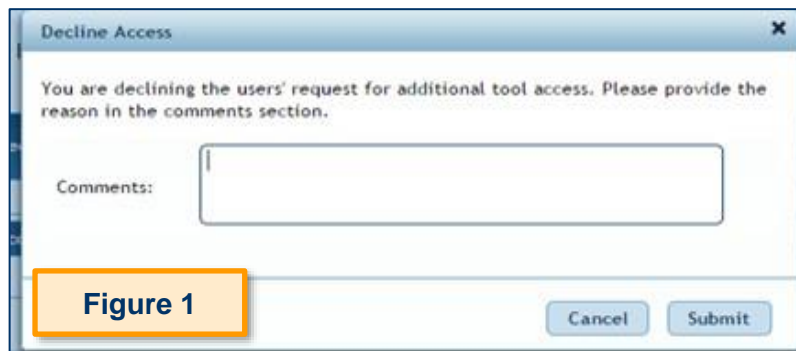 Decline Access
You are declining the users' request for additional tool access. Please provide the
reason in the comments section.
Comments:
Figure 1
Cancel
Submit